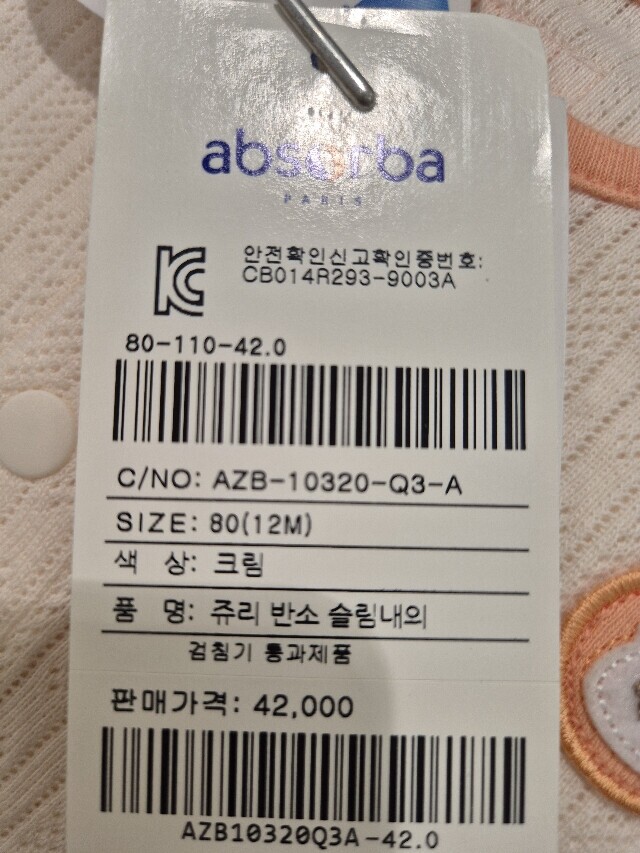 absorba
PARIS
안전확인신고확인증번호:
CB014R293-9003A
80-110-42.0
C/NO: AZB-10320-Q3-A
SIZE: 80(12M)
색 상: 크림
품 명: 쥬리 반소 슬림내의
검침기 통과제품
판매가격: 42,000
AZB10320Q3A-42.0